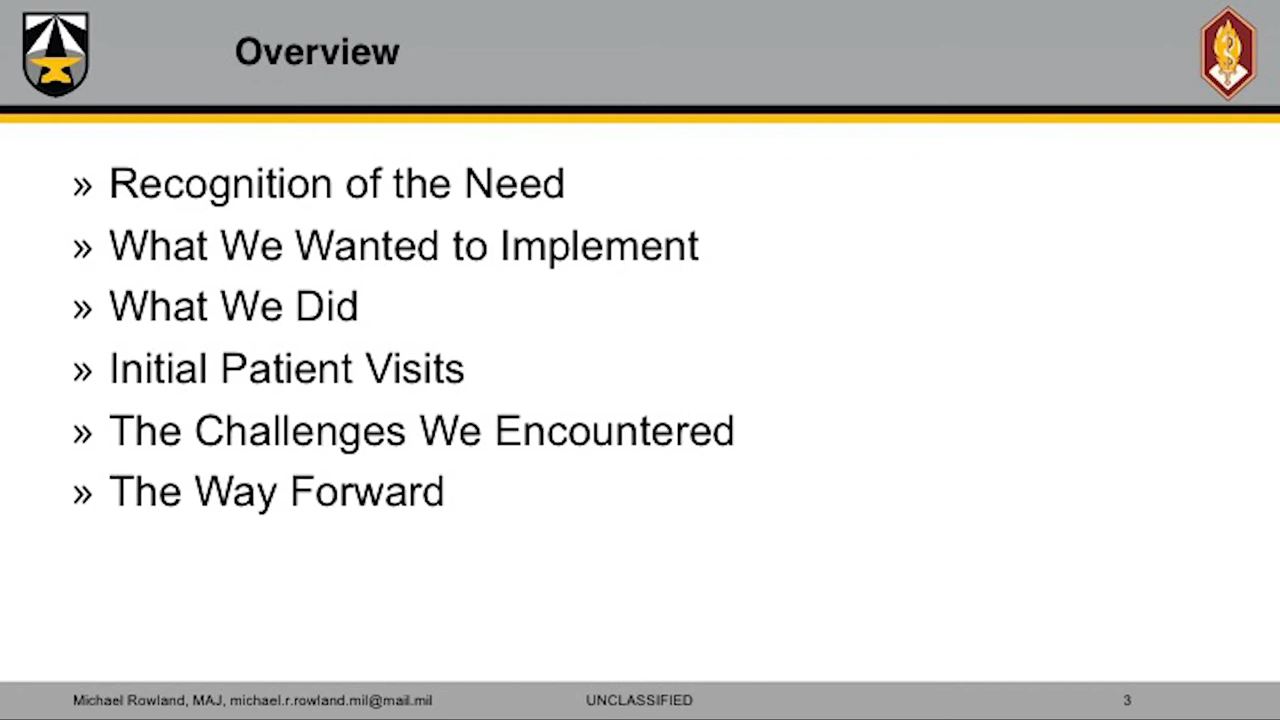 Overview
» Recognition of the Need
» What We Wanted to Implement
» What We Did
» Initial Patient Visits
» The Challenges We Encountered
» The Way Forward
Michael Rowland, MAJ, michael.r.rowland.mil@mail.mil UNCLASSIFIED 3